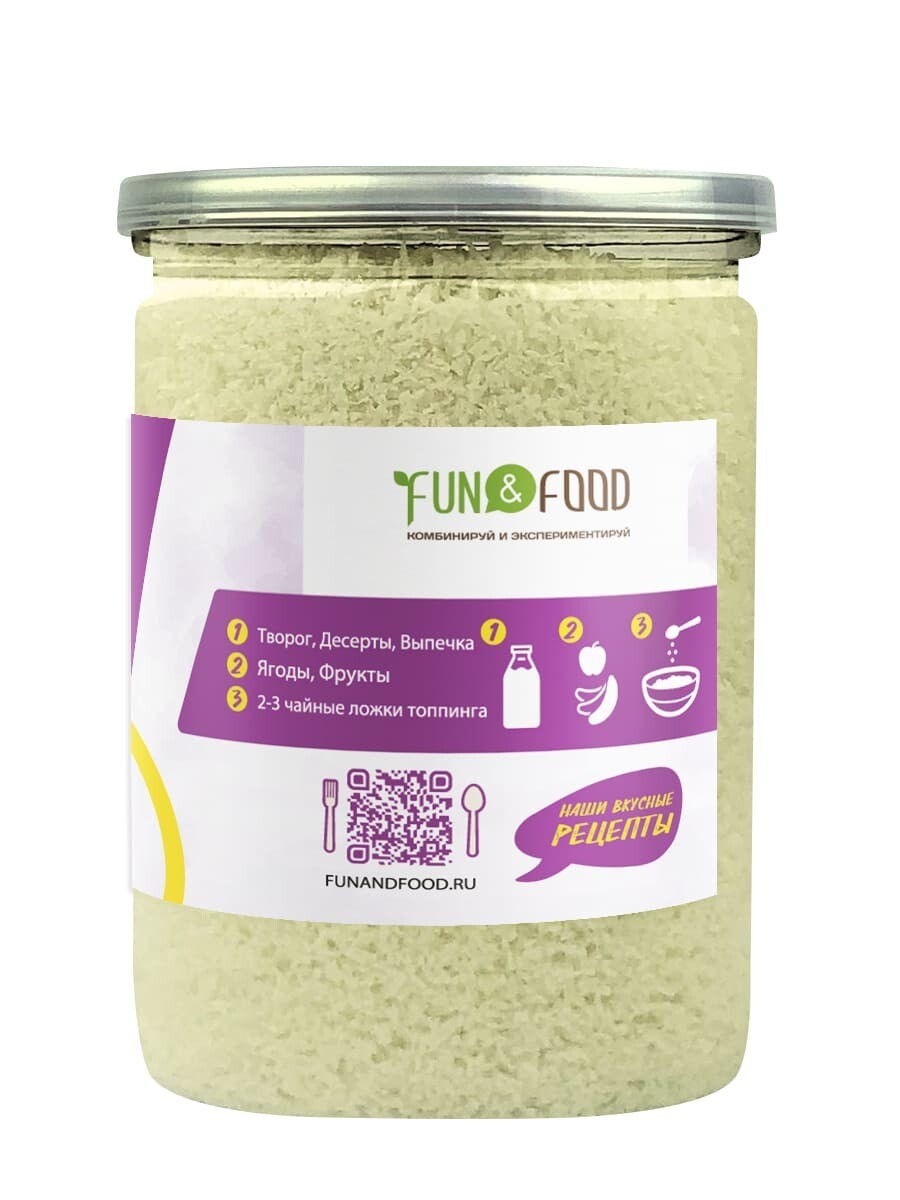 FUN & FOOD
КОМБИНИРУЙ И ЭКСПЕРИМЕНТИРУЙ
1 Творог, Десерты, Выпечка
2 Ягоды, Фрукты
3 2-3 чайные ложки топпинга
1 2 3
FUNANDFOOD.RU
НАШИ ВКУСНЫЕ
РЕЦЕПТЫ